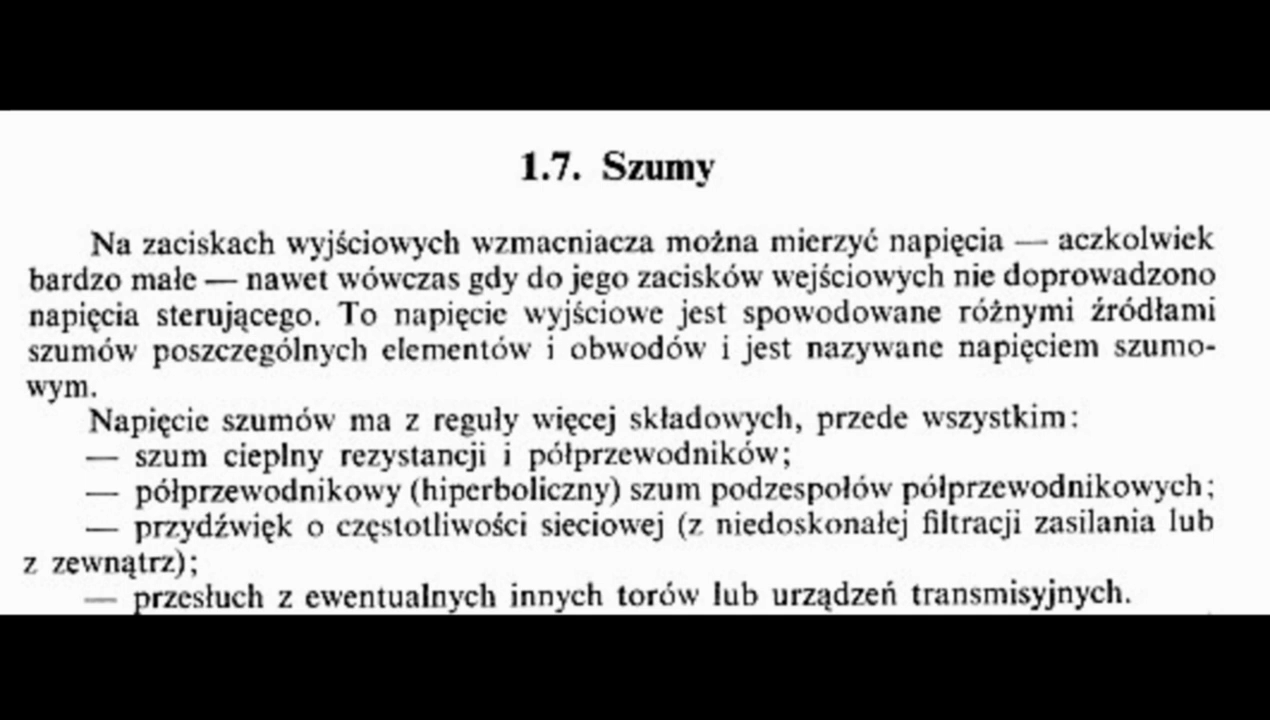 1.7. Szumy
Na zaciskach wyjściowych wzmacniacza można mierzyć napięcia — aczkolwiek
bardzo małe — nawet wówczas gdy do jego zacisków wejściowych nie doprowadzono
napięcia sterującego. To napięcie wyjściowe jest spowodowane różnymi źródłami
szumów poszczególnych elementów i obwodów i jest nazywane napięciem szumo-
wym.
Napięcie szumów ma z reguły więcej składowych, przede wszystkim:
— szum cieplny rezystancji i półprzewodników;
— półprzewodnikowy (hiperboliczny) szum podzespołów półprzewodnikowych;
— przydźwięk o częstotliwości sieciowej (z niedoskonałej filtracji zasilania lub
z zewnątrz);
— przesłuch z ewentualnych innych torów lub urządzeń transmisyjnych.